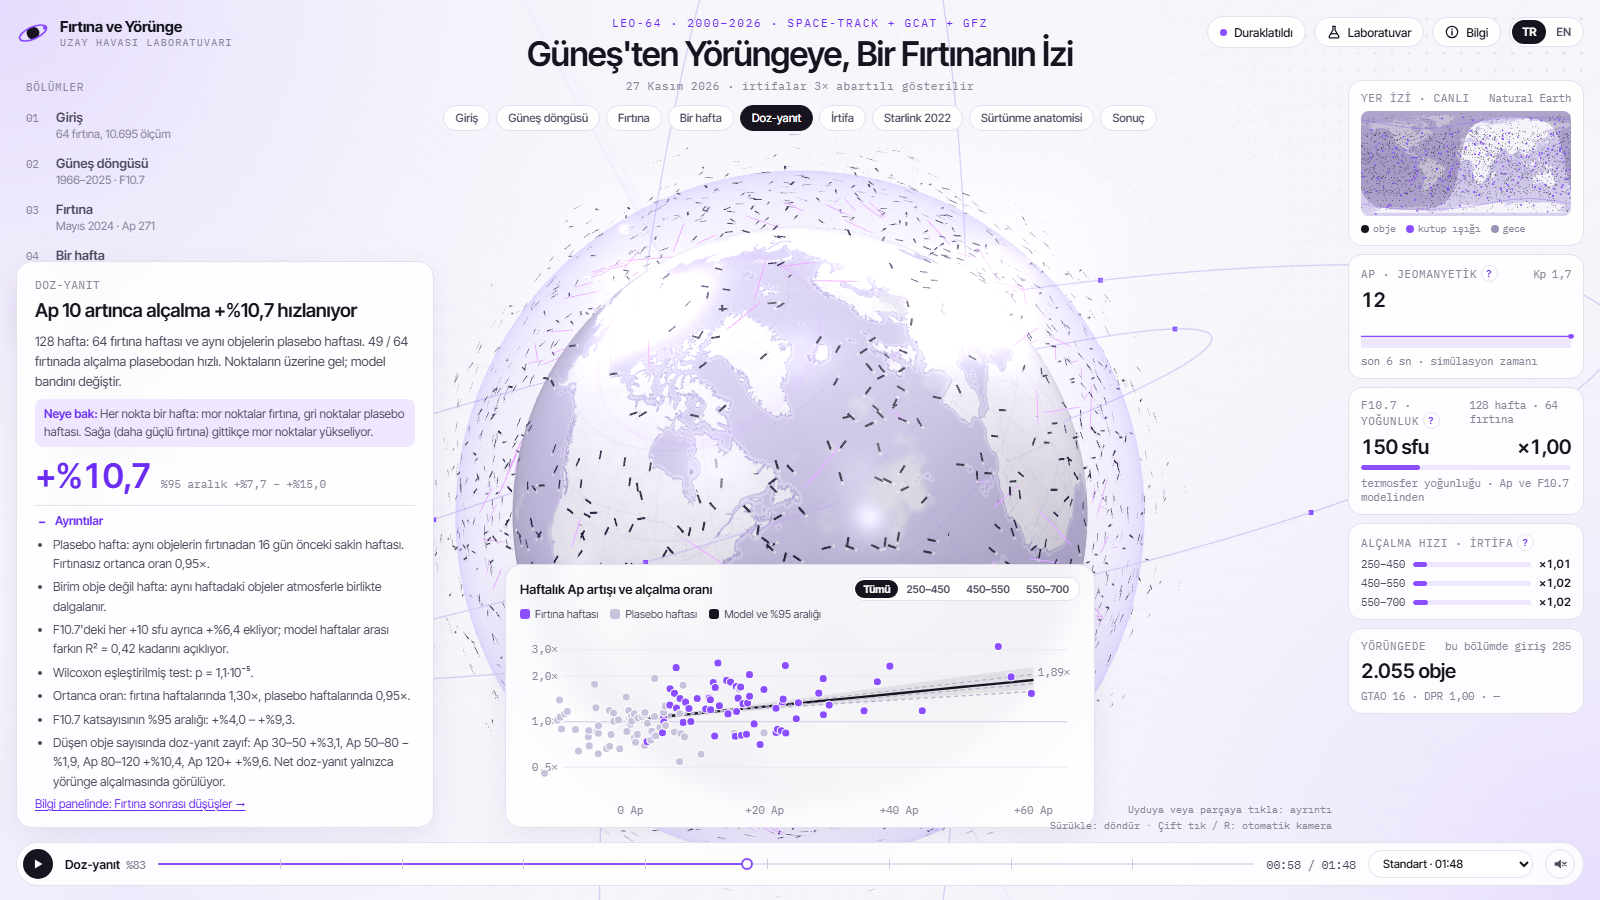 Fırtına ve Yörünge
UZAY HAVASI LABORATUVARI
LEO-64 · 2000–2026 · SPACE-TRACK + GCAT + GFZ
Güneş'ten Yörüngeye, Bir Fırtınanın İzi
27 Kasım 2026 · irtifalar 3× abartılı gösterilir
Duraklatıldı
Laboratuvar
Bilgi
TR EN
Giriş
Güneş döngüsü
Fırtına
Bir hafta
Doz-yanıt
İrtifa
Starlink 2022
Sürtünme anatomisi
Sonuç
BÖLÜMLER
01 Giriş
64 fırtına, 10.695 ölçüm
02 Güneş döngüsü
1966–2025 · F10.7
03 Fırtına
Mayıs 2024 · Ap 271
04 Bir hafta
DOZ-YANIT
Ap 10 artınca alçalma +%10,7 hızlanıyor
128 hafta: 64 fırtına haftası ve aynı objelerin plasebo haftası. 49 / 64
fırtınada alçalma plasebodan hızlı. Noktaların üzerine gel; model
bandını değiştir.
Neye bak: Her nokta bir hafta: mor noktalar fırtına, gri noktalar plasebo
haftası. Sağa (daha güçlü fırtına) gittikçe mor noktalar yükseliyor.
+%10,7 %95 aralık +%7,7 – +%15,0
– Ayrıntılar
• Plasebo hafta: aynı objelerin fırtınadan 16 gün önceki sakin haftası.
Fırtınasız ortanca oran 0,95×.
• Birim obje değil hafta: aynı haftadaki objeler atmosferle birlikte
dalgalanır.
• F10.7'deki her +10 sfu ayrıca +%6,4 ekliyor; model haftalar arası
farkın R² = 0,42 kadarını açıklıyor.
• Wilcoxon eşleştirilmiş test: p = 1,1·10⁻⁵.
• Ortanca oran: fırtına haftalarında 1,30×, plasebo haftalarında 0,95×.
• F10.7 katsayısının %95 aralığı: +%4,0 – +%9,3.
• Düşen obje sayısında doz-yanıt zayıf: Ap 30–50 +%3,1, Ap 50–80 –
%1,9, Ap 80–120 +%10,4, Ap 120+ +%9,6. Net doz-yanıt yalnızca
yörünge alçalmasında görülüyor.
Bilgi panelinde: Fırtına sonrası düşüşler →
Haftalık Ap artışı ve alçalma oranı
Tümü 250–450 450–550 550–700
Fırtına haftası Plasebo haftası Model ve %95 aralığı
3,0×
2,0×
1,0×
0,5×
1,89×
0 Ap +20 Ap +40 Ap +60 Ap
YER İZİ · CANLI Natural Earth
obje kutup ışığı gece
AP · JEOMANYETİK ? Kp 1,7
12
son 6 sn · simülasyon zamanı
F10.7 · YOĞUNLUK ? 128 hafta · 64 fırtına
150 sfu ×1,00
termosfer yoğunluğu · Ap ve F10.7
modelinden
ALÇALMA HIZI · İRTİFA ?
250–450 ×1,01
450–550 ×1,02
550–700 ×1,02
YÖRÜNGEDE bu bölümde giriş 285
2.055 obje
GTAO 16 · DPR 1,00 · —
Uyduya veya parçaya tıkla: ayrıntı
Sürükle: döndür · Çift tık / R: otomatik kamera
Doz-yanıt %83
00:58 / 01:48
Standart · 01:48